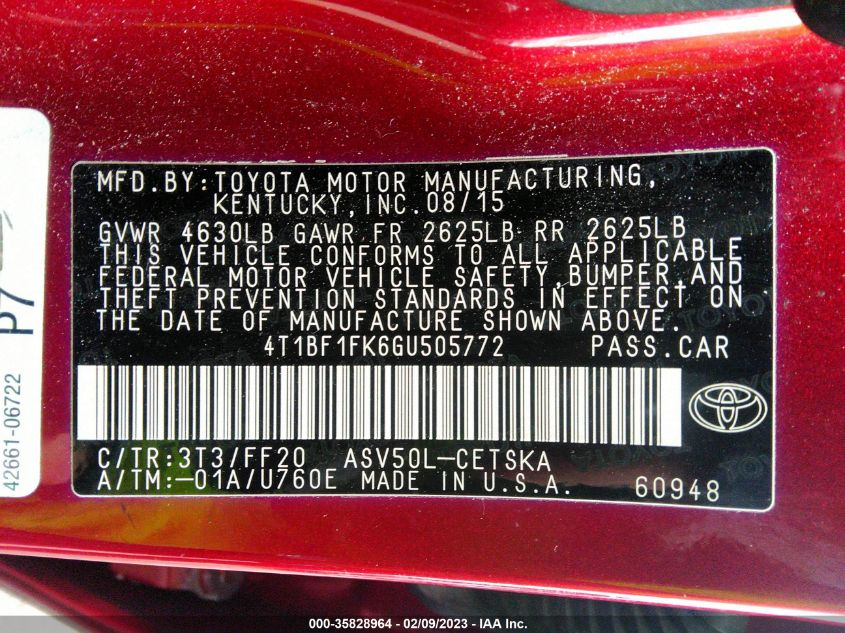 MFD.BY:TOYOTA MOTOR MANUFACTURING,
KENTUCKY,INC.08/15
GVWR 4630LB GAWR FR 2625LB RR 2625LB
THIS VEHICLE CONFORMS TO ALL APPLICABLE
FEDERAL MOTOR VEHICLE SAFETY,BUMPER,AND
THEFT PREVENTION STANDARDS IN EFFECT ON
THE DATE OF MANUFACTURE SHOWN ABOVE.
4T1BF1FK6GU505772 PASS.CAR
C/TR:3T3/FF20 ASV50L-CETSKA
A/TM:-01A/U760E MADE IN U.S.A. 60948
P7
42661-06722
000-35828964 - 02/09/2023 - IAA Inc.